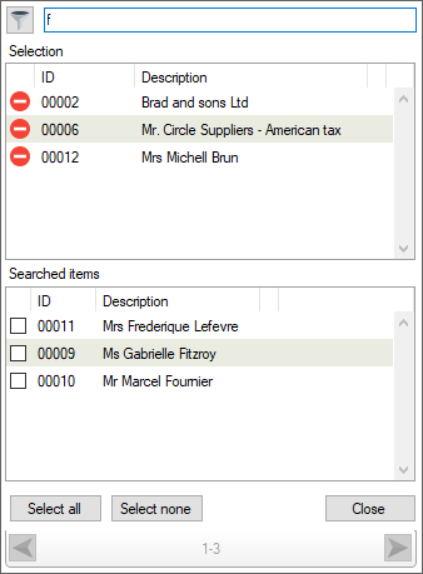 f
Selection
ID Description
00002 Brad and sons Ltd
00006 Mr. Circle Suppliers - American tax
00012 Mrs Michell Brun
Searched items
ID Description
00011 Mrs Frederique Lefevre
00009 Ms Gabrielle Fitzroy
00010 Mr Marcel Fournier
Select all Select none Close
1-3